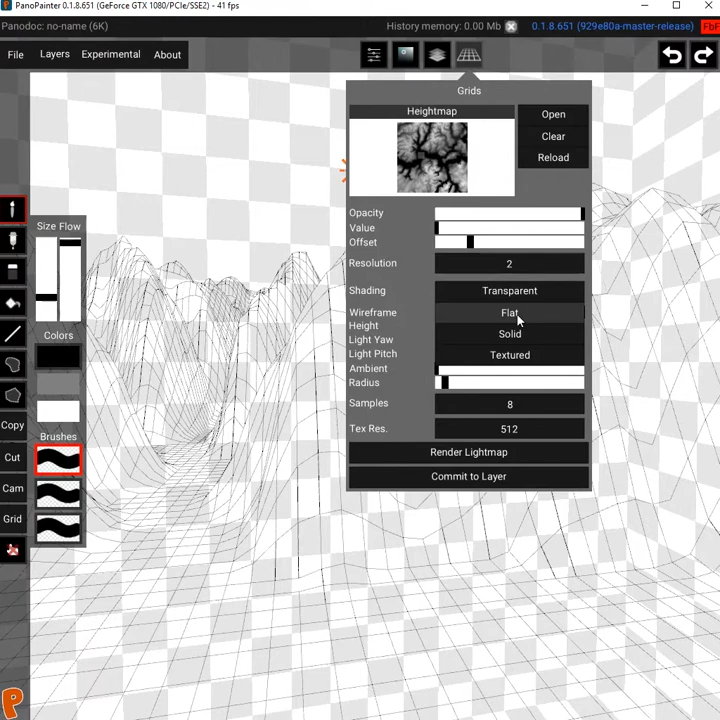 PanoPainter 0.1.8.651 (GeForce GTX 1080/PCIe/SSE2) - 41 fps
Panodoc: no-name (6K)
History memory: 0.00 Mb
0.1.8.651 (929e80a-master-release)
FbF
File
Layers
Experimental
About
Grids
Heightmap
Open
Clear
Reload
Opacity
Value
Offset
Resolution
2
Shading
Transparent
Wireframe
Flat
Height
Solid
Light Yaw
Light Pitch
Textured
Ambient
Radius
Samples
8
Tex Res.
512
Render Lightmap
Commit to Layer
Size Flow
Colors
Brushes
Copy
Cut
Cam
Grid